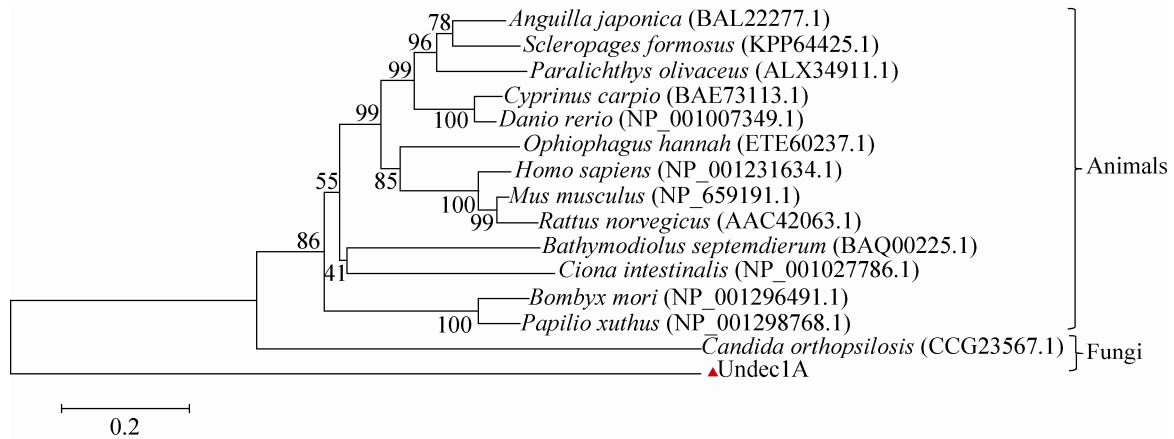 78 Anguilla japonica (BAL22277.1)
96 Scleropages formosus (KPP64425.1)
99 Paralichthys olivaceus (ALX34911.1)
Cyprinus carpio (BAE73113.1)
99 100 Danio rerio (NP_001007349.1)
Ophiophagus hannah (ETE60237.1)
55 85 Homo sapiens (NP_001231634.1) Animals
100 Mus musculus (NP_659191.1)
99 Rattus norvegicus (AAC42063.1)
86 Bathymodiolus septemdierum (BAQ00225.1)
41 Ciona intestinalis (NP_001027786.1)
Bombyx mori (NP_001296491.1)
100 Papilio xuthus (NP_001298768.1)
Candida orthopsilosis (CCG23567.1) Fungi
Undec1A
0.2